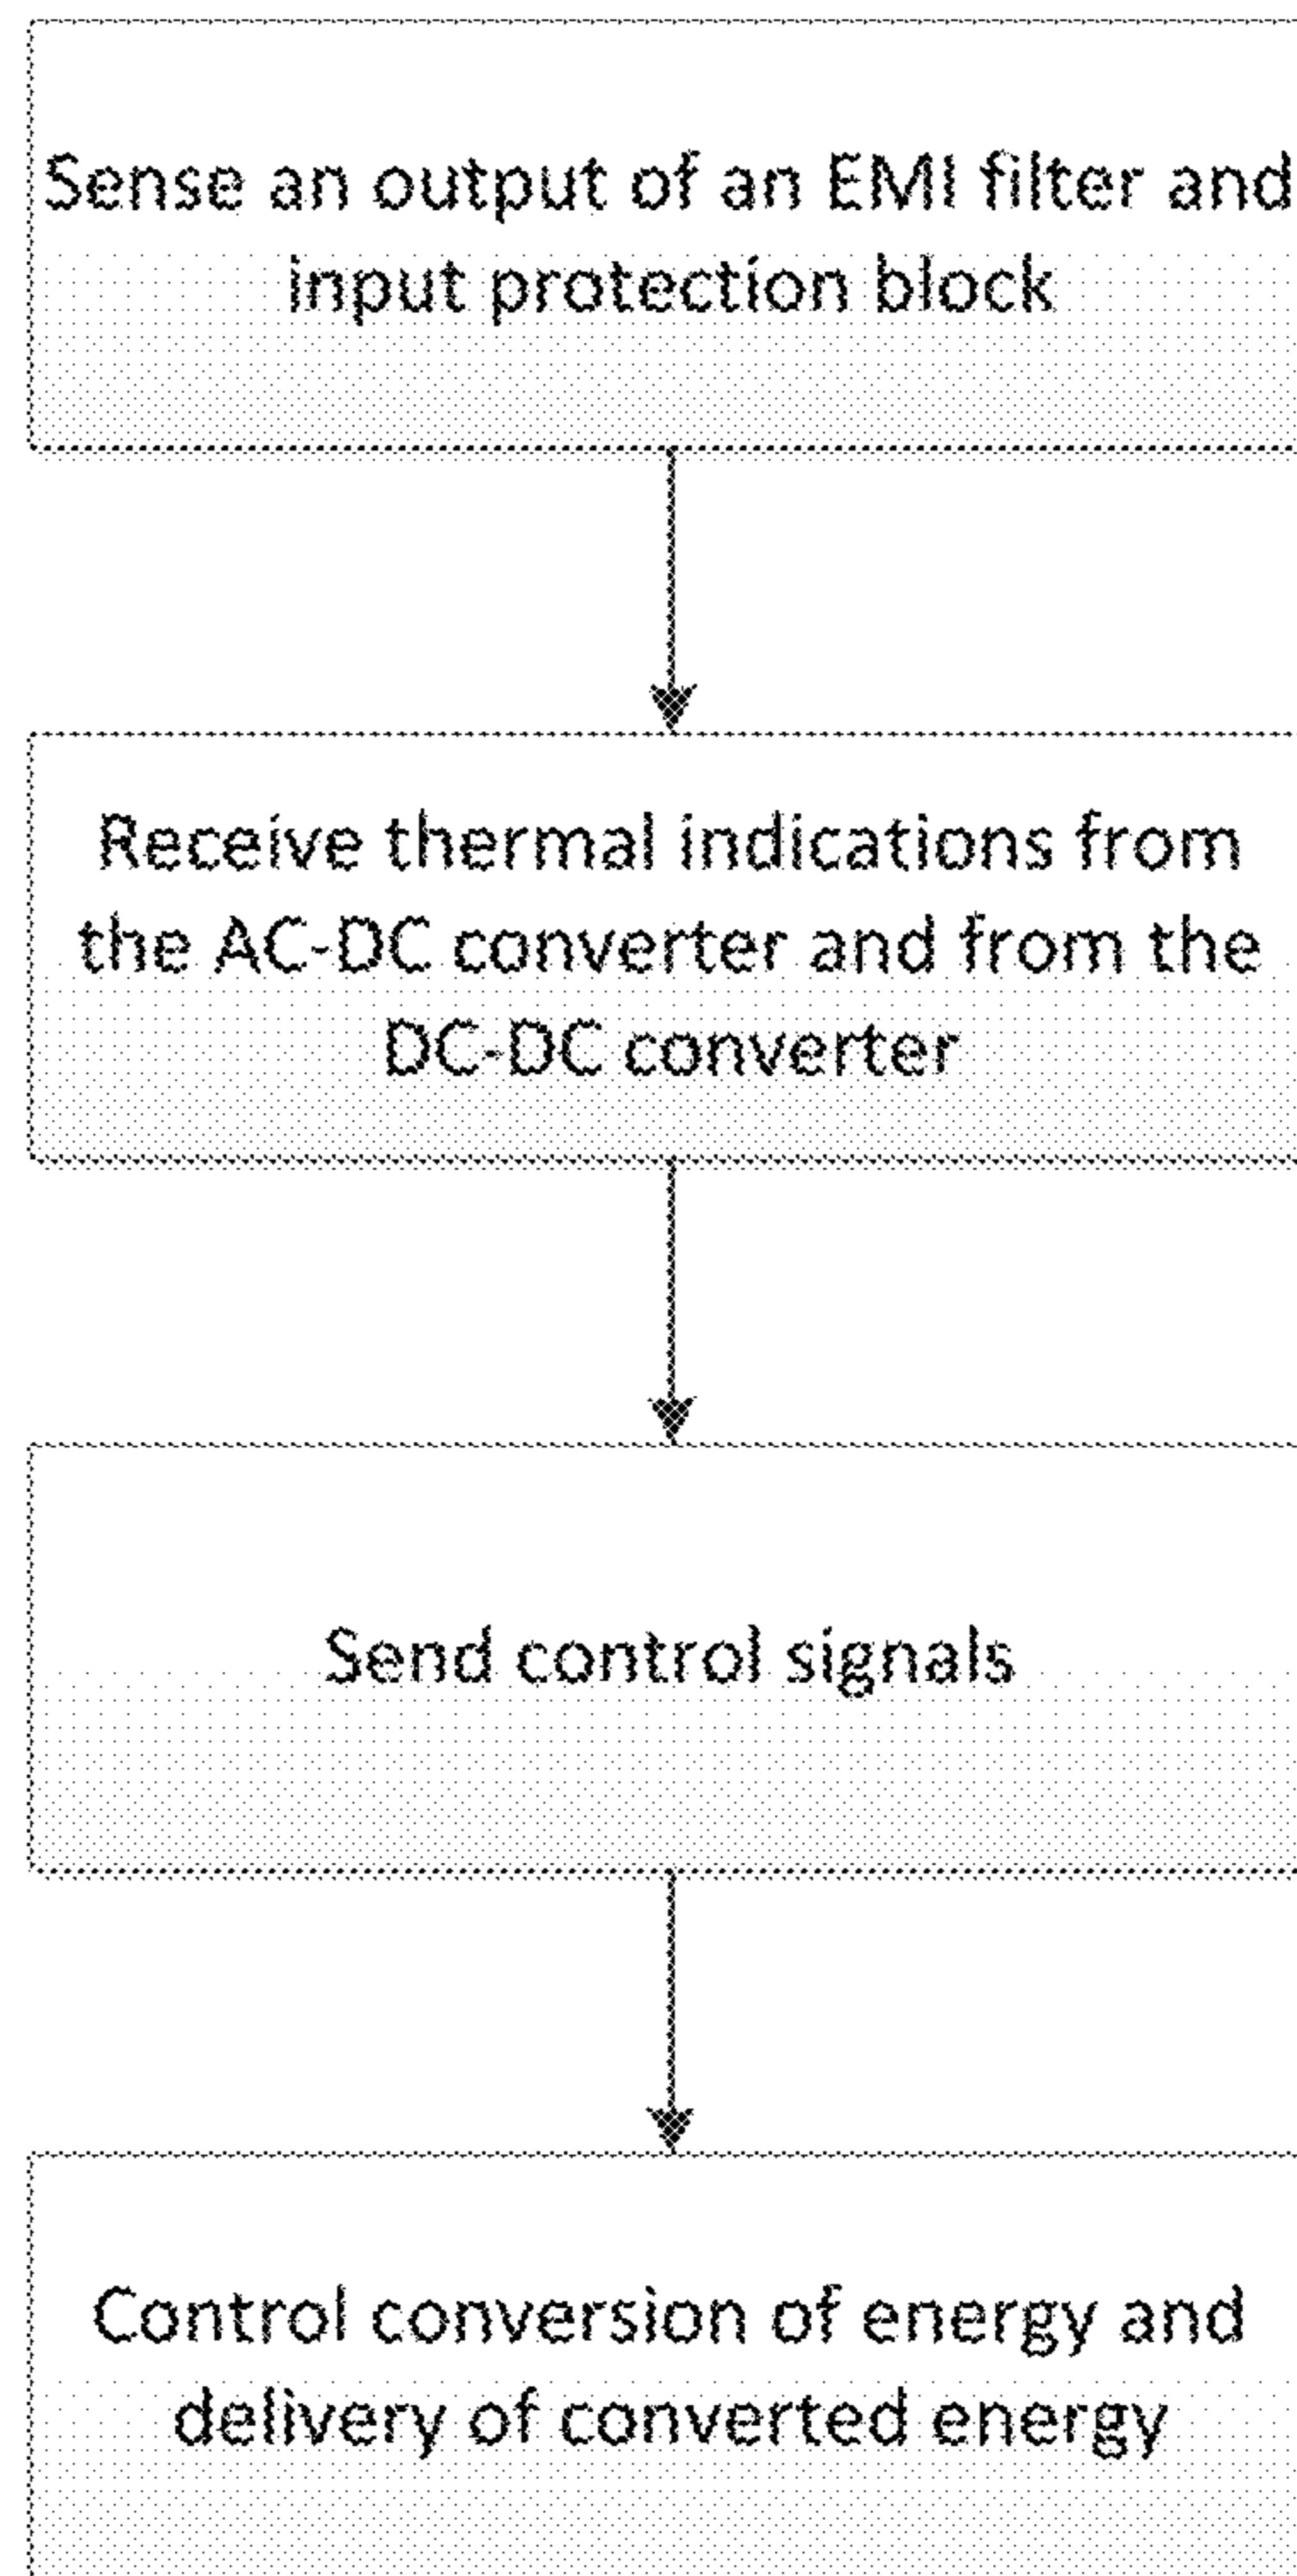 Sense an output of an EMI filter and
input protection block
Receive thermal indications from
the AC-DC converter and from the
DC-DC converter
Send control signals
Control conversion of energy and
delivery of converted energy